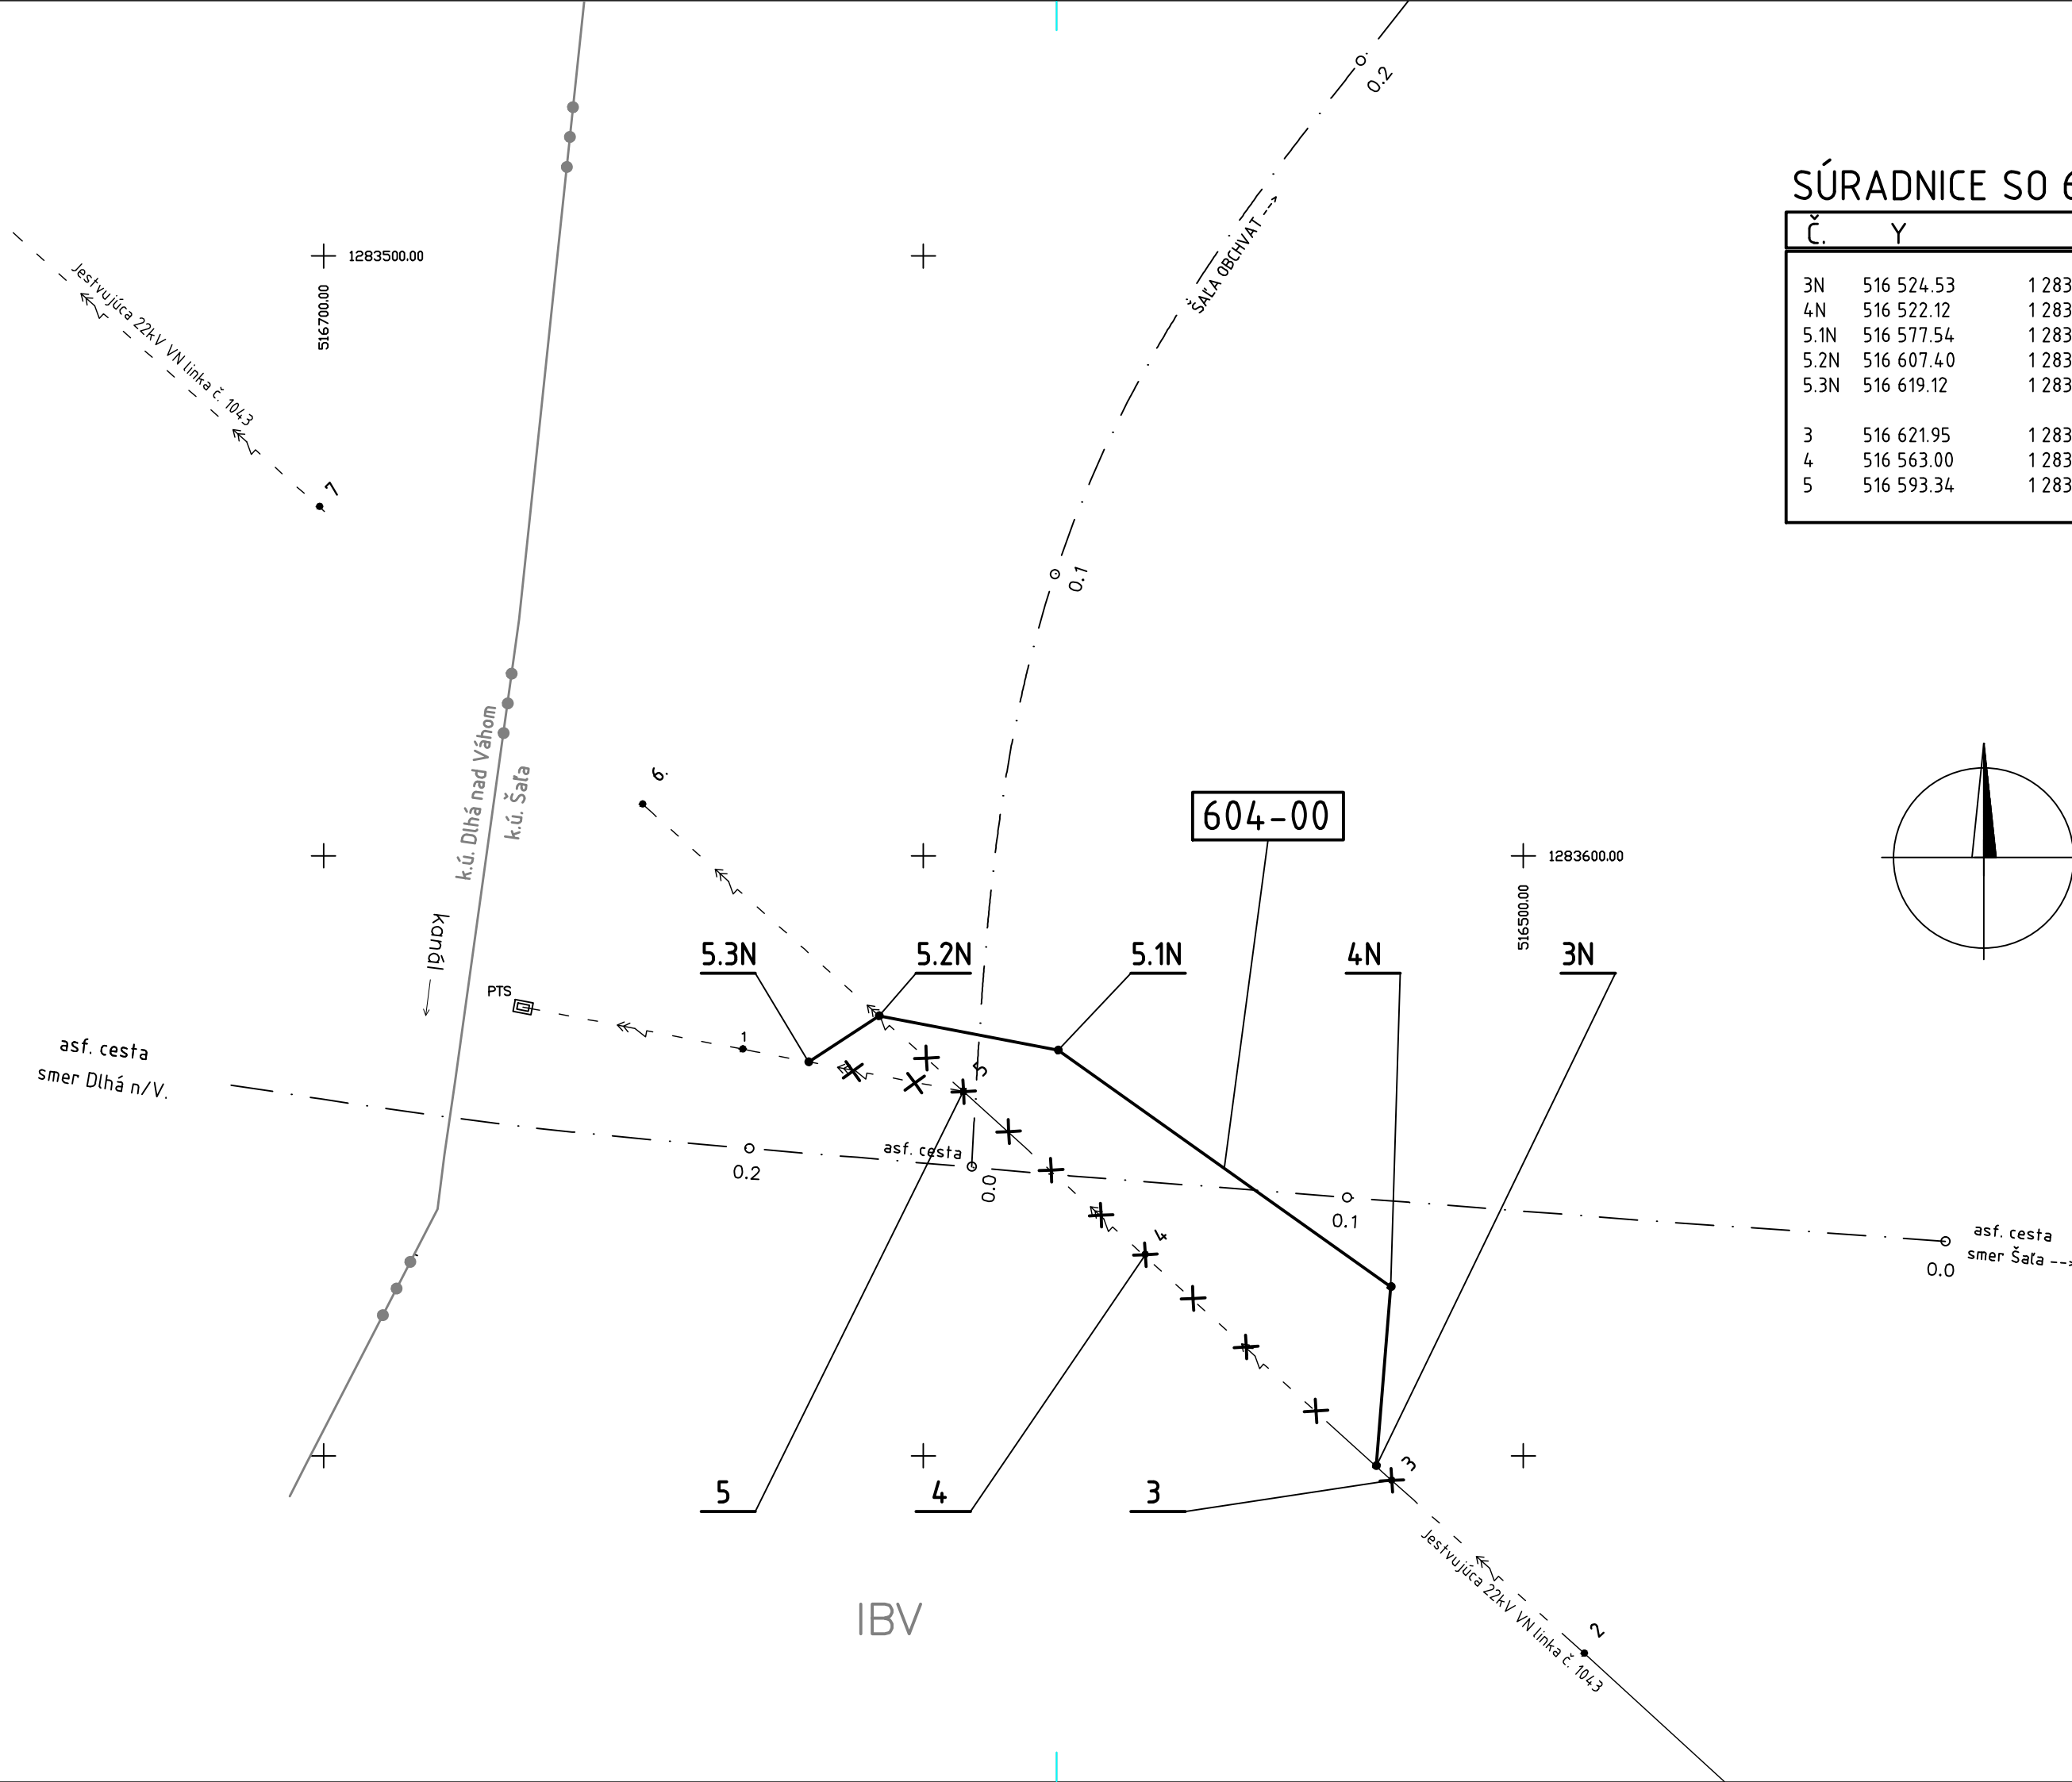 0.2
SÚRADNICE SO
Č. Y
3N 516 524.53 1 283
4N 516 522.12 1 283
5.1N 516 577.54 1 283
5.2N 516 607.40 1 283
5.3N 516 619.12 1 283
3 516 621.95 1 283
4 516 563.00 1 283
5 516 593.34 1 283
ŠAĽA OBCHVAT -->
1283500.00
516700.00
Jestvujúca 22kV VN linka č. 1043
7
0.1
k.ú. Dlhá nad Váhom
k.ú. Šaľa
6.
604-00
1283600.00
516500.00
kanál
5.3N
5.2N
5.1N
4N
3N
PTS
1
5
asf. cesta
smer Dlhá n/V.
0.2
asf. cesta
0.0
0.1
asf. cesta
smer Šaľa -->
0.0
4
3
5
4
3
Jestvujúca 22kV VN linka č. 1043
2
IBV